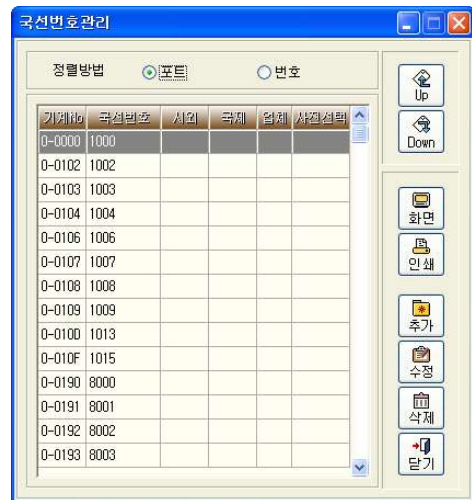 국선번호관리
정렬방법 포트 번호
기계No 국선번호 시외 국제 업체 사전선택
0-0000 1000
0-0102 1002
0-0103 1003
0-0104 1004
0-0106 1006
0-0107 1007
0-0108 1008
0-0109 1009
0-010D 1013
0-010F 1015
0-0190 8000
0-0191 8001
0-0192 8002
0-0193 8003
Up
Down
화면
인쇄
추가
수정
삭제
닫기